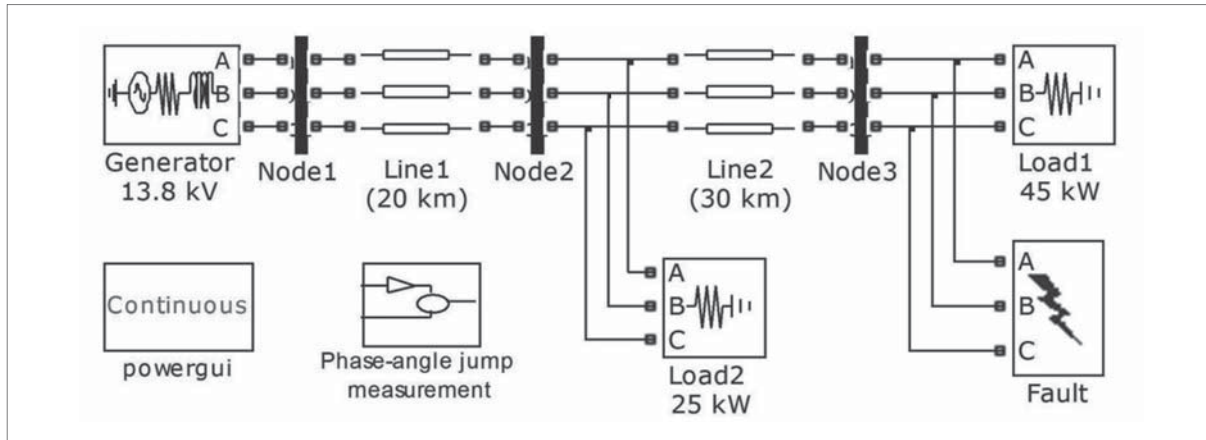 A
B
C
Generator
13.8 kV
Node1
Line1
(20 km)
Node2
Line2
(30 km)
Node3
A
B
C
Load1
45 kW
Continuous
powergui
Phase-angle jump
measurement
A
B
C
Load2
25 kW
A
B
C
Fault